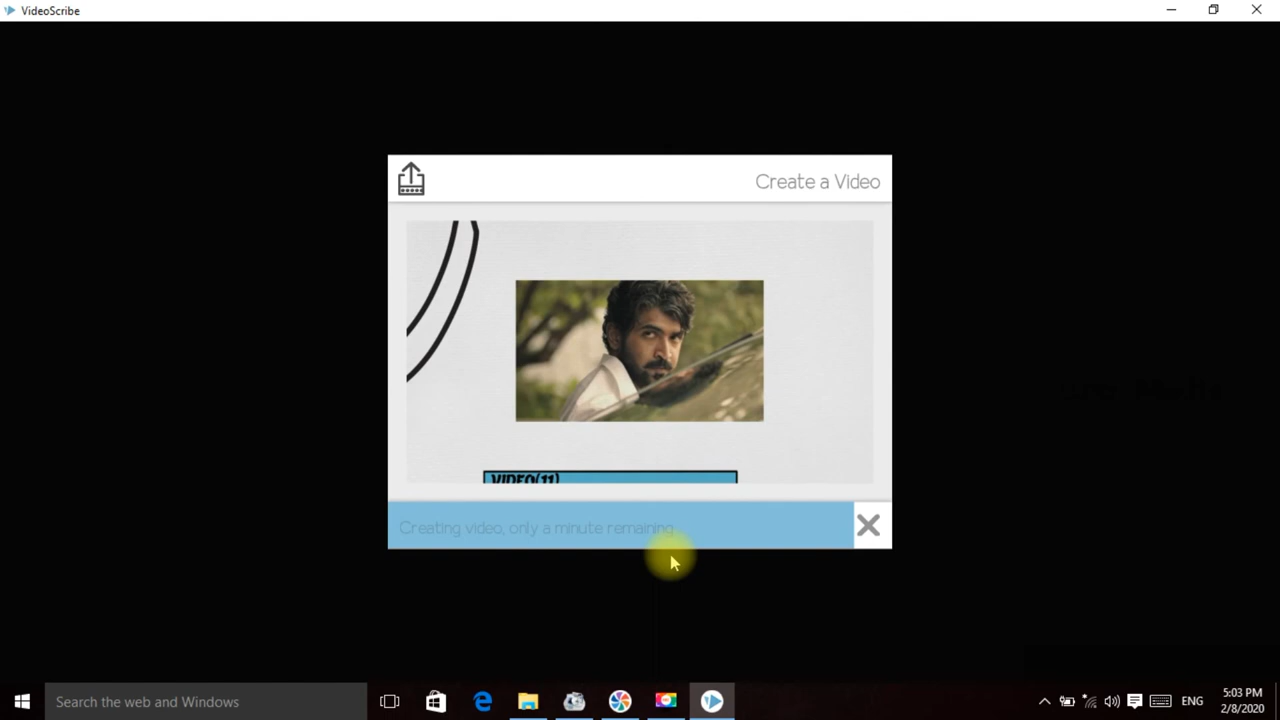 VideoScribe
Create a Video
VIDEO(11)
Creating video, only a minute remaining
Search the web and Windows
ENG
5:03 PM
2/8/2020